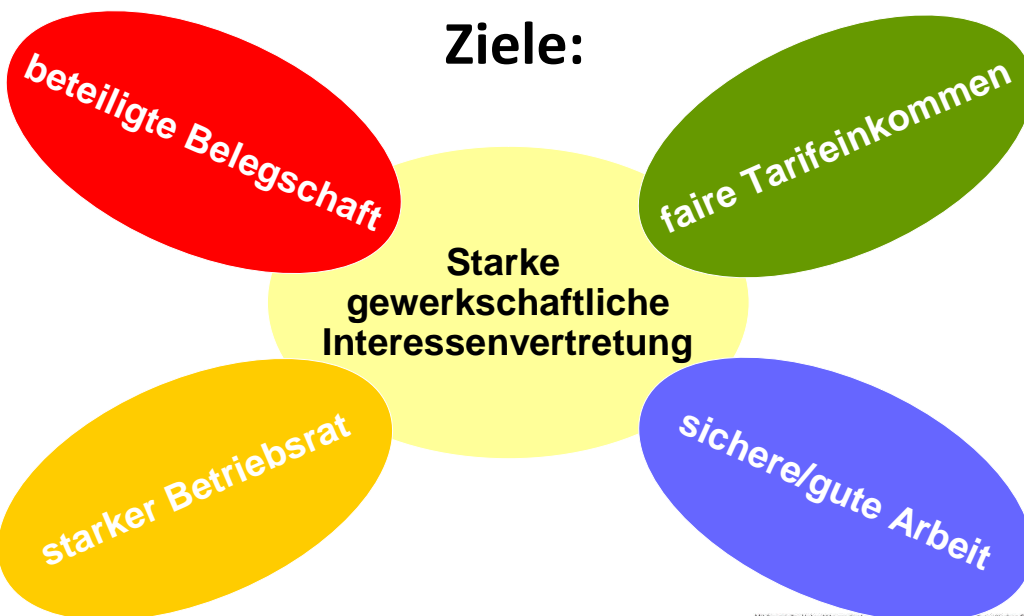 Ziele:
beteiligte Belegschaft
faire Tarifeinkommen
Starke
gewerkschaftliche
Interessenvertretung
starker Betriebsrat
sichere/gute Arbeit